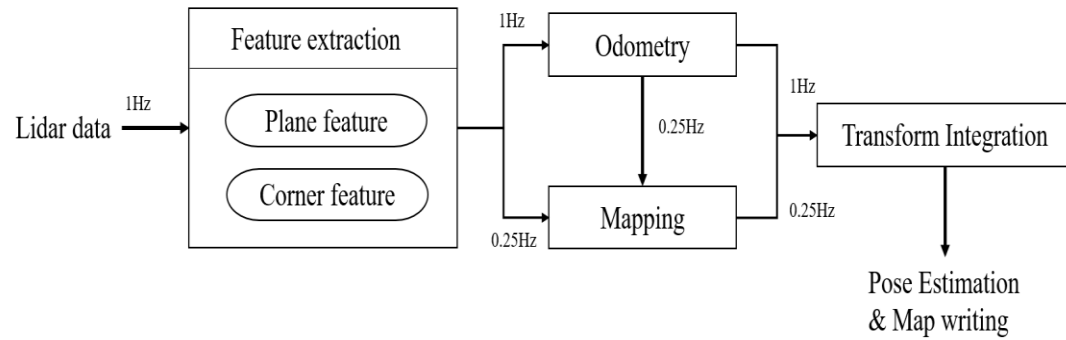 Feature extraction
Plane feature
Corner feature
Lidar data
1Hz
1Hz
0.25Hz
Odometry
0.25Hz
Mapping
1Hz
0.25Hz
Transform Integration
Pose Estimation
& Map writing